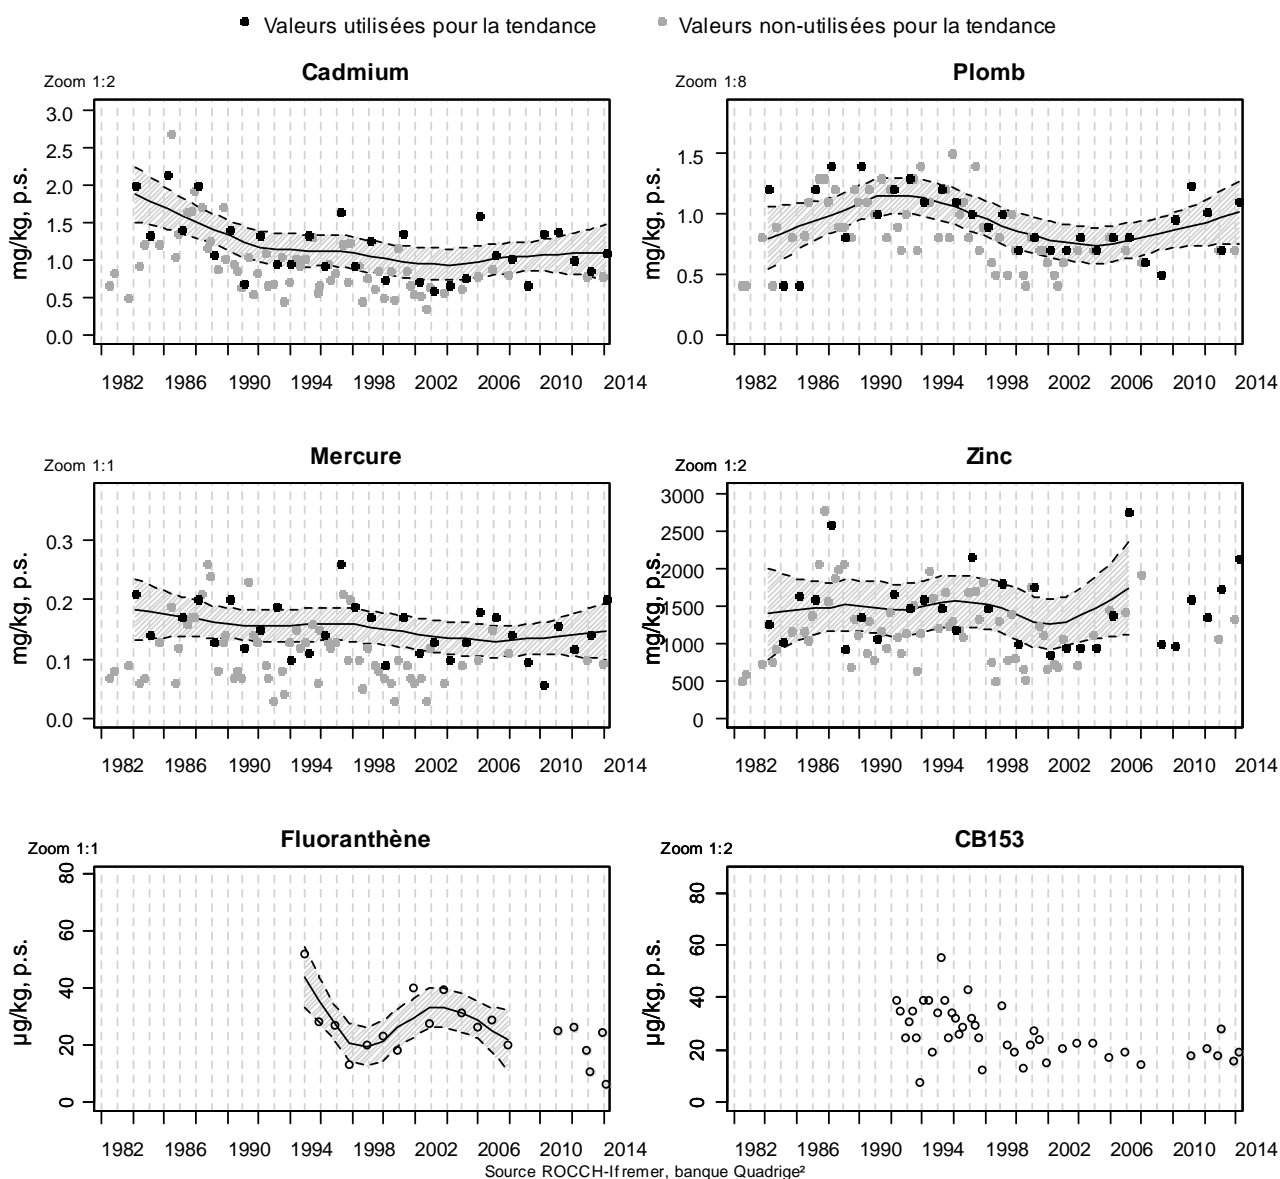 Valeurs utilisées pour la tendance Valeurs non-utilisées pour la tendance
Zoom 1:2 Cadmium
mg/kg, p.s.
3.0
2.5
2.0
1.5
1.0
0.5
0.0
1982 1986 1990 1994 1998 2002 2006 2010 2014
Zoom 1:8 Plomb
mg/kg, p.s.
1.5
1.0
0.5
0.0
1982 1986 1990 1994 1998 2002 2006 2010 2014
Zoom 1:1 Mercure
mg/kg, p.s.
0.3
0.2
0.1
0.0
1982 1986 1990 1994 1998 2002 2006 2010 2014
Zoom 1:2 Zinc
mg/kg, p.s.
3000
2500
2000
1500
1000
500
0
1982 1986 1990 1994 1998 2002 2006 2010 2014
Zoom 1:1 Fluoranthène
µg/kg, p.s.
80
60
40
20
0
1982 1986 1990 1994 1998 2002 2006 2010 2014
Zoom 1:2 CB153
µg/kg, p.s.
80
60
40
20
0
1982 1986 1990 1994 1998 2002 2006 2010 2014
Source ROCCH-Ifremer, banque Quadrige²